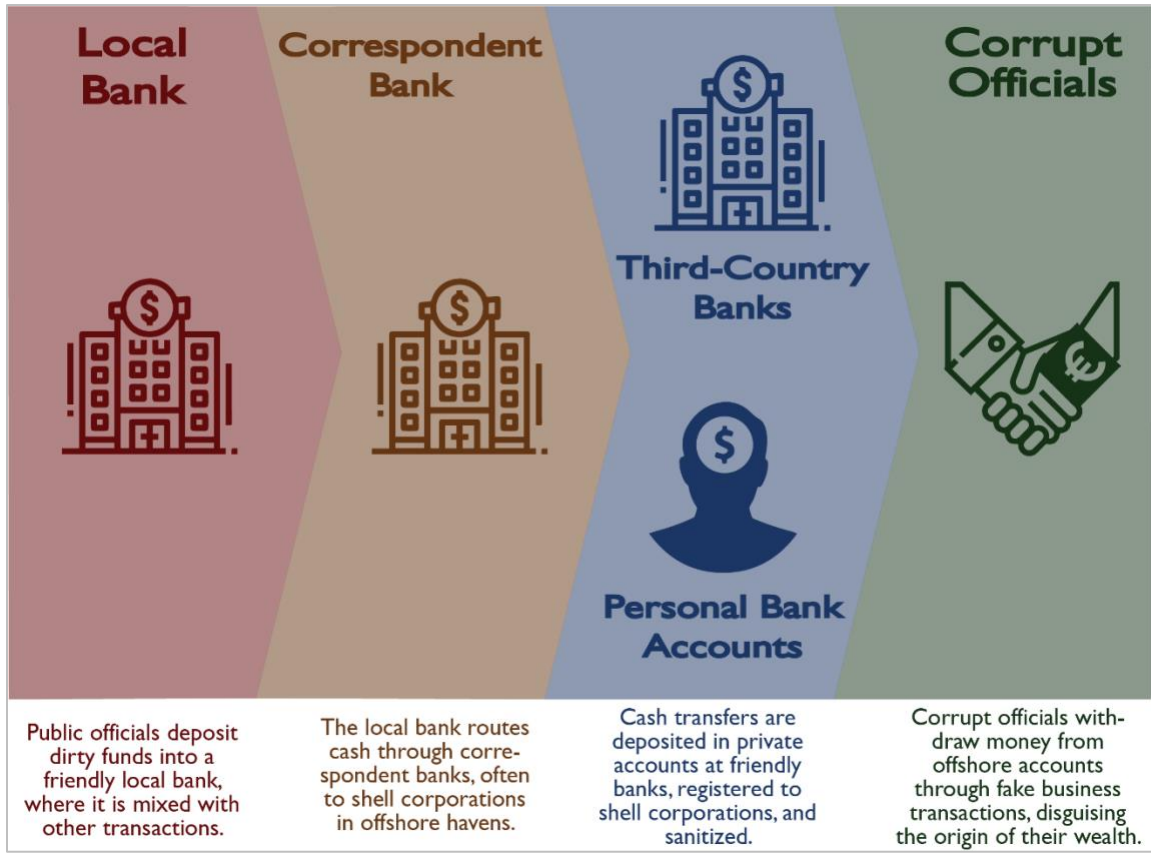 Local
Bank
Correspondent
Bank
$
$
$
Third-Country
Banks
$
Personal Bank
Accounts
Corrupt
Officials
€
Public officials deposit
dirty funds into a
friendly local bank,
where it is mixed with
other transactions.
The local bank routes
cash through corre-
spondent banks, often
to shell corporations
in offshore havens.
Cash transfers are
deposited in private
accounts at friendly
banks, registered to
shell corporations, and
sanitized.
Corrupt officials with-
draw money from
offshore accounts
through fake business
transactions, disguising
the origin of their wealth.